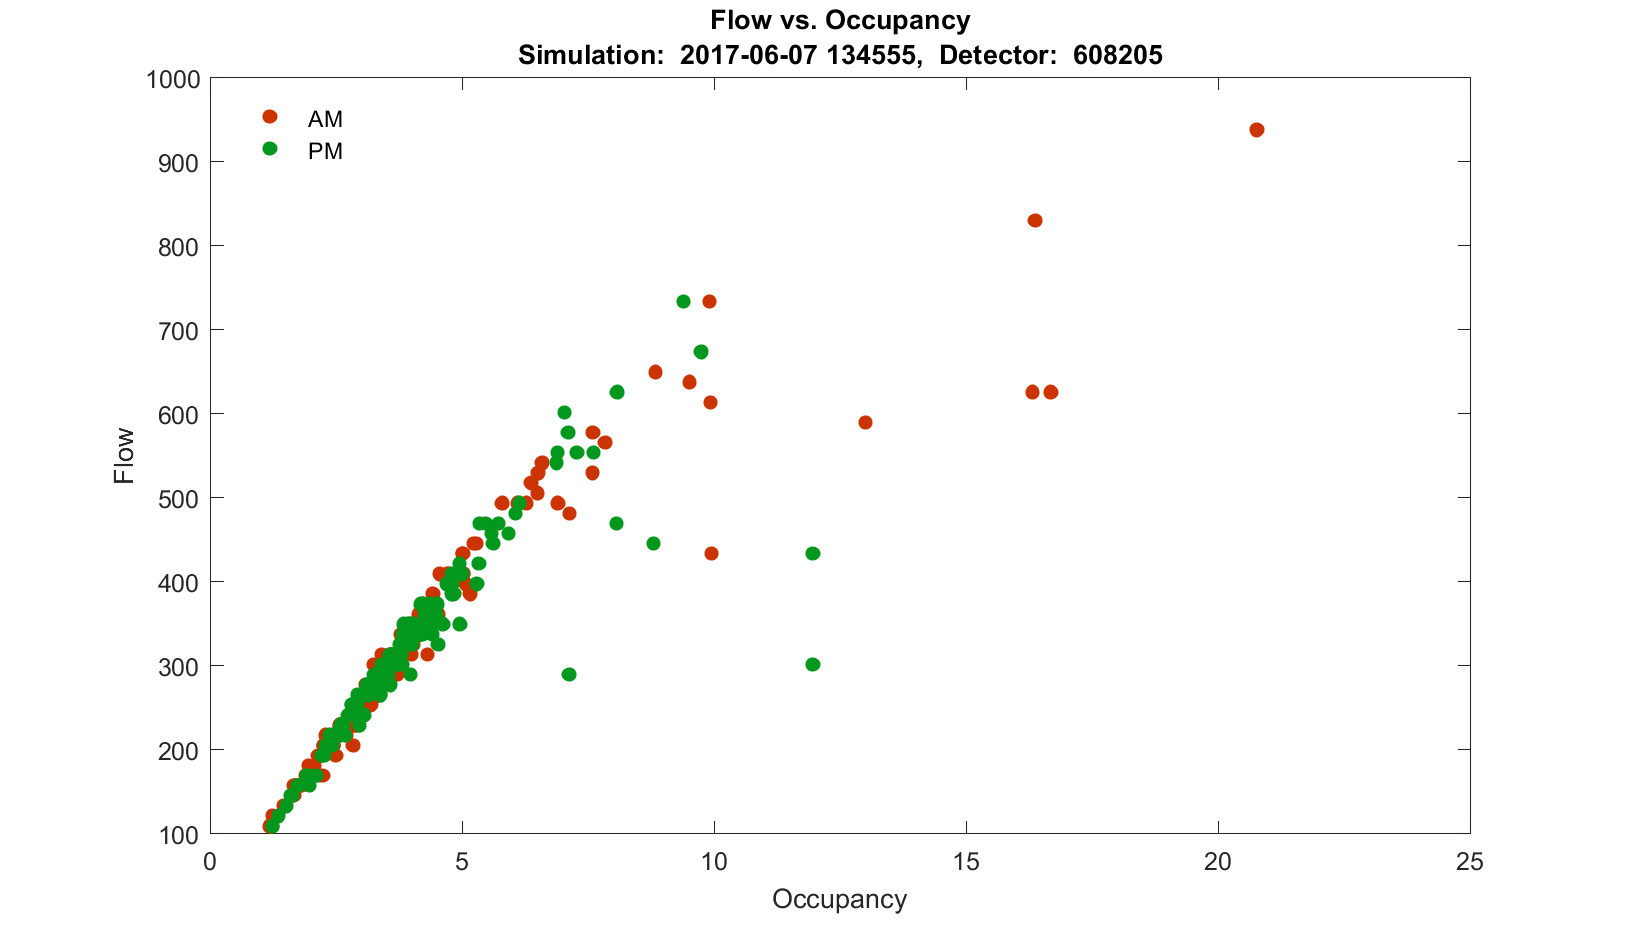 Flow vs. Occupancy
Simulation:  2017-06-07 134555,  Detector:  608205
1000
900
800
700
600
500
400
300
200
100
AM
PM
Flow
0 5 10 15 20 25
Occupancy